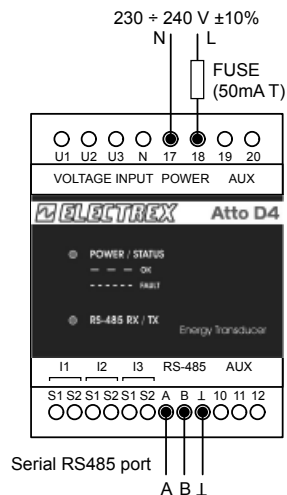 230 ÷ 240 V ±10%
N L
FUSE
(50mA T)
U1 U2 U3 N 17 18 19 20
VOLTAGE INPUT POWER AUX
ELECTREX Atto D4
POWER / STATUS
– – – OK
------ FAULT
RS-485 RX / TX
Energy Transducer
I1 I2 I3 RS-485 AUX
S1 S2 S1 S2 S1 S2 A B ⊥ 10 11 12
Serial RS485 port
A B ⊥